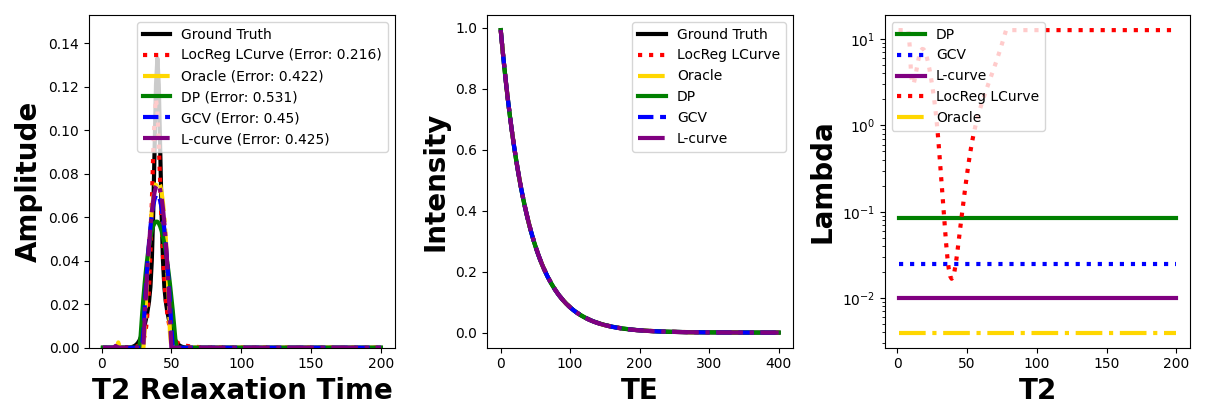 Amplitude
0.14
0.12
0.10
0.08
0.06
0.04
0.02
0.00
0
50
100
150
200
T2 Relaxation Time
Ground Truth
LocReg LCurve (Error: 0.216)
Oracle (Error: 0.422)
DP (Error: 0.531)
GCV (Error: 0.45)
L-curve (Error: 0.425)
Intensity
1.0
0.8
0.6
0.4
0.2
0.0
0
100
200
300
400
TE
Ground Truth
LocReg LCurve
Oracle
DP
GCV
L-curve
Lambda
10¹
10⁰
10⁻¹
10⁻²
0
50
100
150
200
T2
DP
GCV
L-curve
LocReg LCurve
Oracle